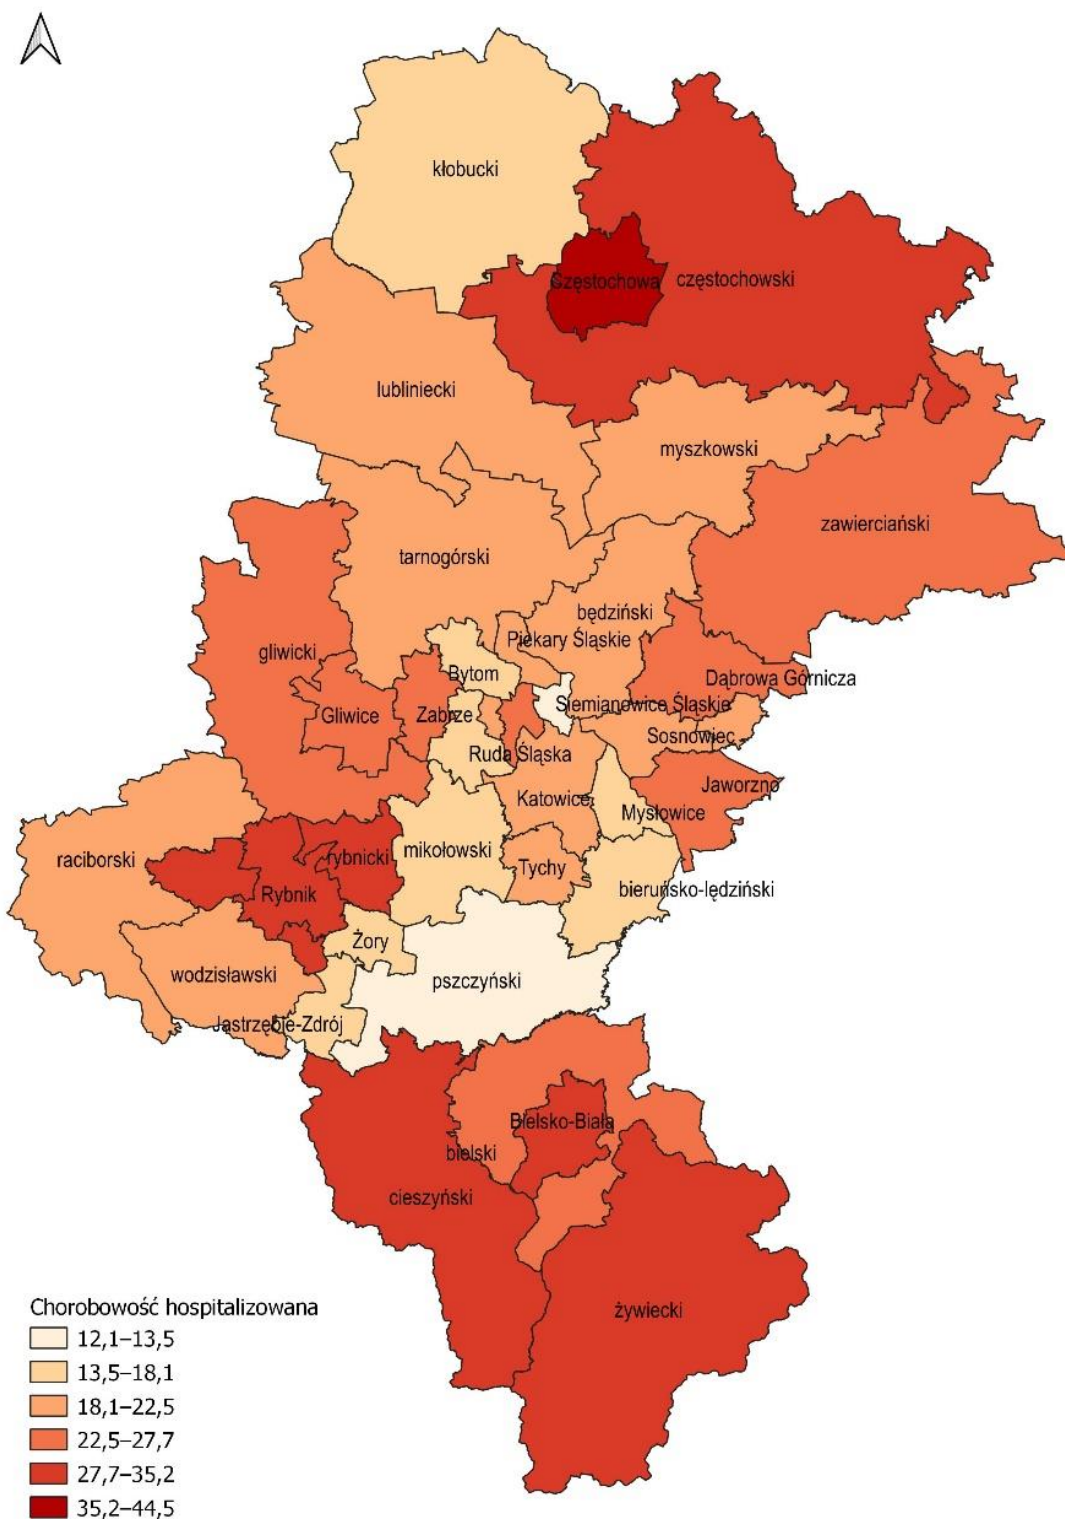 kłobucki
Częstochowa
częstochowski
lubliniecki
myszkowski
zawierciański
tarnogórski
będziński
Piekary Śląskie
gliwicki
Bytom
Dąbrowa Górnicza
Siemianowice Śląskie
Gliwice
Zabrze
Sosnowiec
Ruda Śląska
Jaworzno
Katowice
Mysłowice
raciborski
rybnicki
mikołowski
Tychy
bieruńsko-lędziński
Rybnik
Żory
wodzisławski
pszczyński
Jastrzębie-Zdrój
Bielsko-Biała
bielski
cieszyński
żywiecki
Chorobowość hospitalizowana
12,1–13,5
13,5–18,1
18,1–22,5
22,5–27,7
27,7–35,2
35,2–44,5